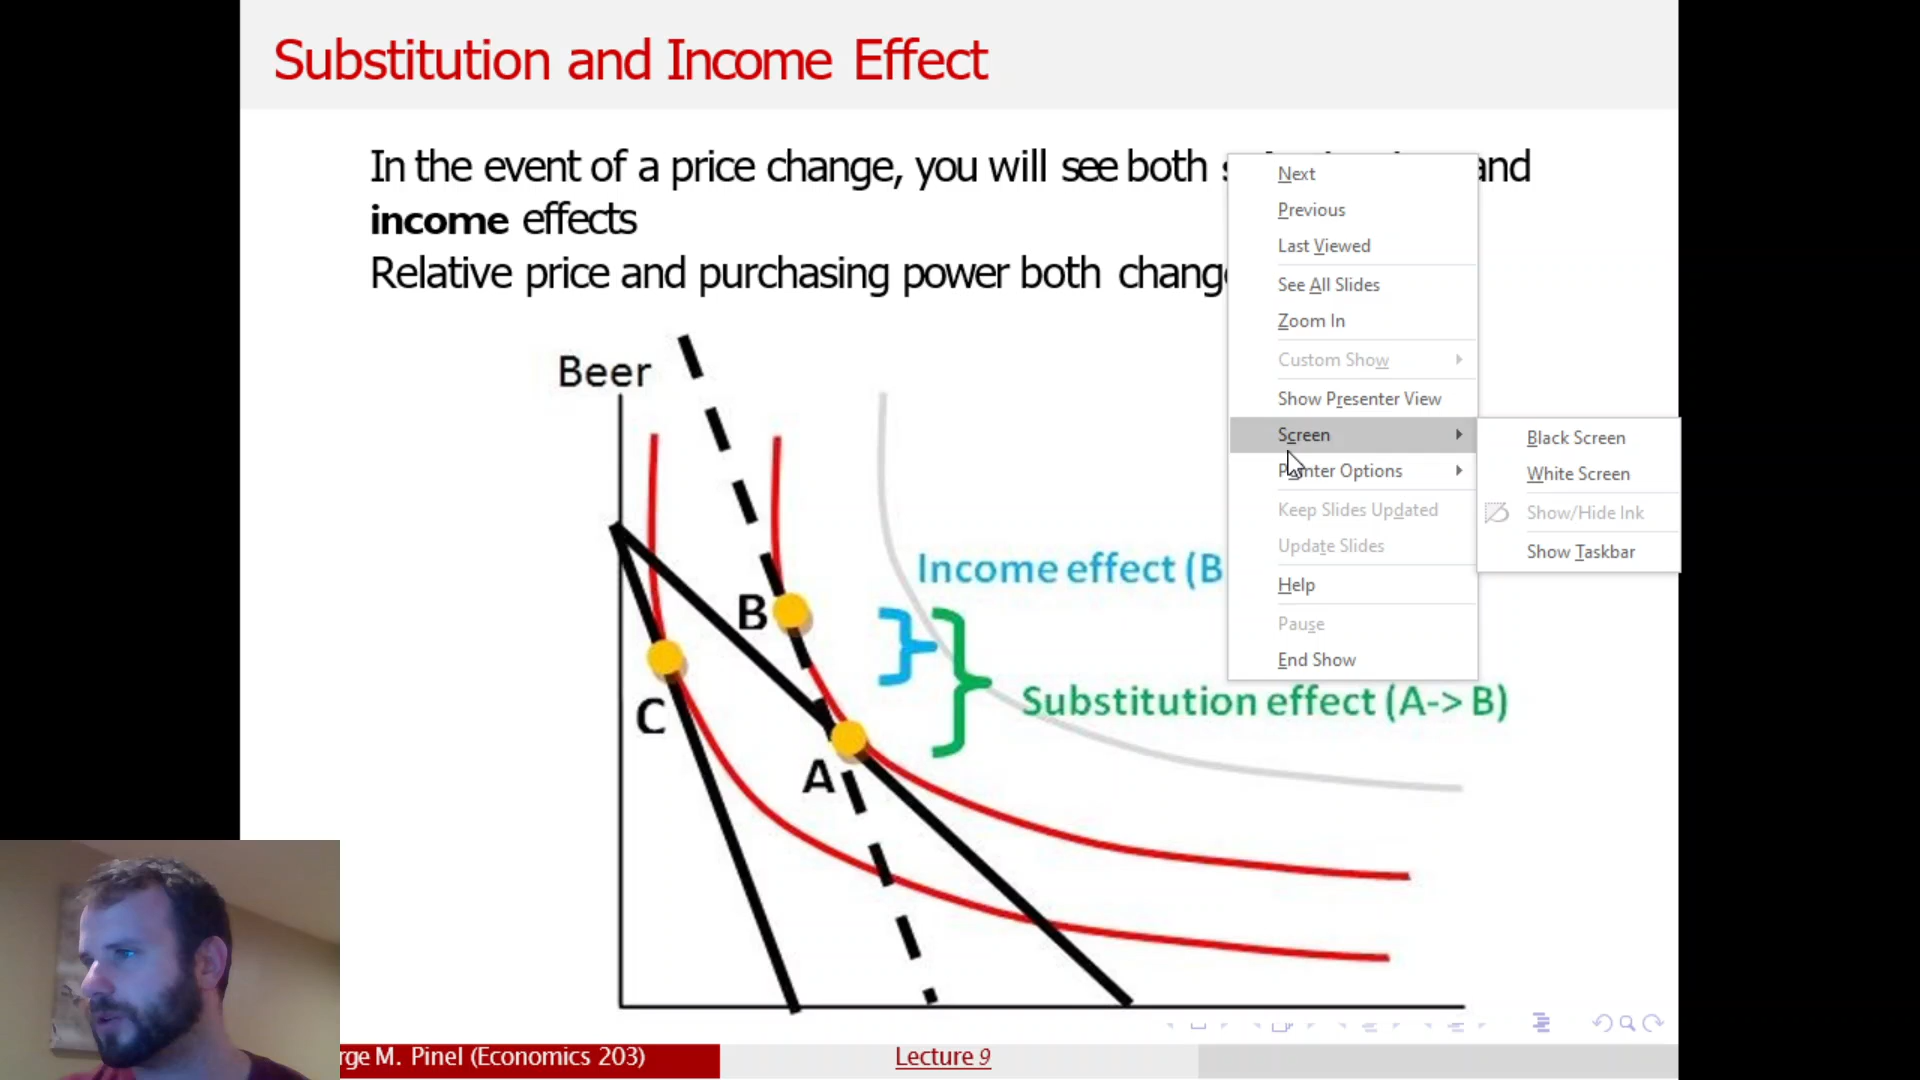 Substitution and Income Effect
In the event of a price change, you will see both and
income effects
Relative price and purchasing power both change
Next
Previous
Last Viewed
See All Slides
Zoom In
Custom Show
Show Presenter View
Screen
Pointer Options
Keep Slides Updated
Update Slides
Help
Pause
End Show
Black Screen
White Screen
Show/Hide Ink
Show Taskbar
Beer
Income effect (B
B
C
Substitution effect (A-> B)
A
rge M. Pinel (Economics 203)
Lecture 9